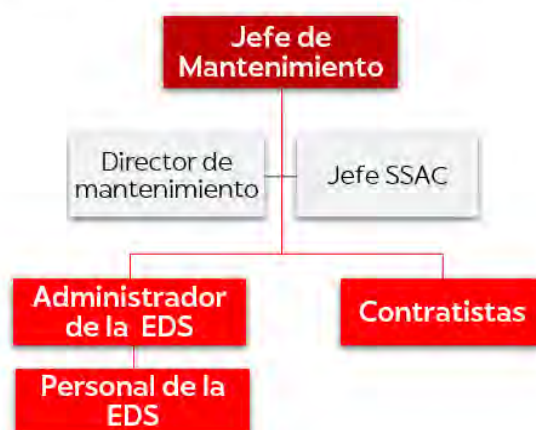 Jefe de
Mantenimiento
Director de
mantenimiento
Jefe SSAC
Administrador
de la EDS
Contratistas
Personal de la
EDS